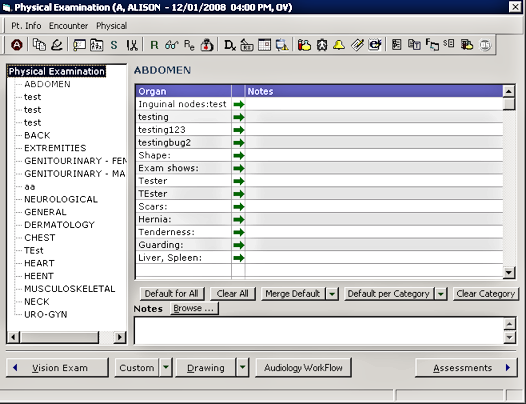 Physical Examination (A, ALISON - 12/01/2008 04:00 PM, OV)
Pt. Info Encounter Physical
A S I R Re Dx
Physical Examination
ABDOMEN
test
test
test
BACK
EXTREMITIES
GENITOURINARY - FEN
GENITOURINARY - MA
aa
NEUROLOGICAL
GENERAL
DERMATOLOGY
CHEST
TEst
HEART
HEENT
MUSCULOSKELETAL
NECK
URO-GYN
ABDOMEN
Organ Notes
Inguinal nodes:test
testing
testing123
testingbug2
Shape:
Exam shows:
Tester
TEster
Scars:
Hernia:
Tenderness:
Guarding:
Liver, Spleen:
Default for All Clear All Merge Default Default per Category Clear Category
Notes Browse ...
Vision Exam Custom Drawing Audiology WorkFlow Assessments